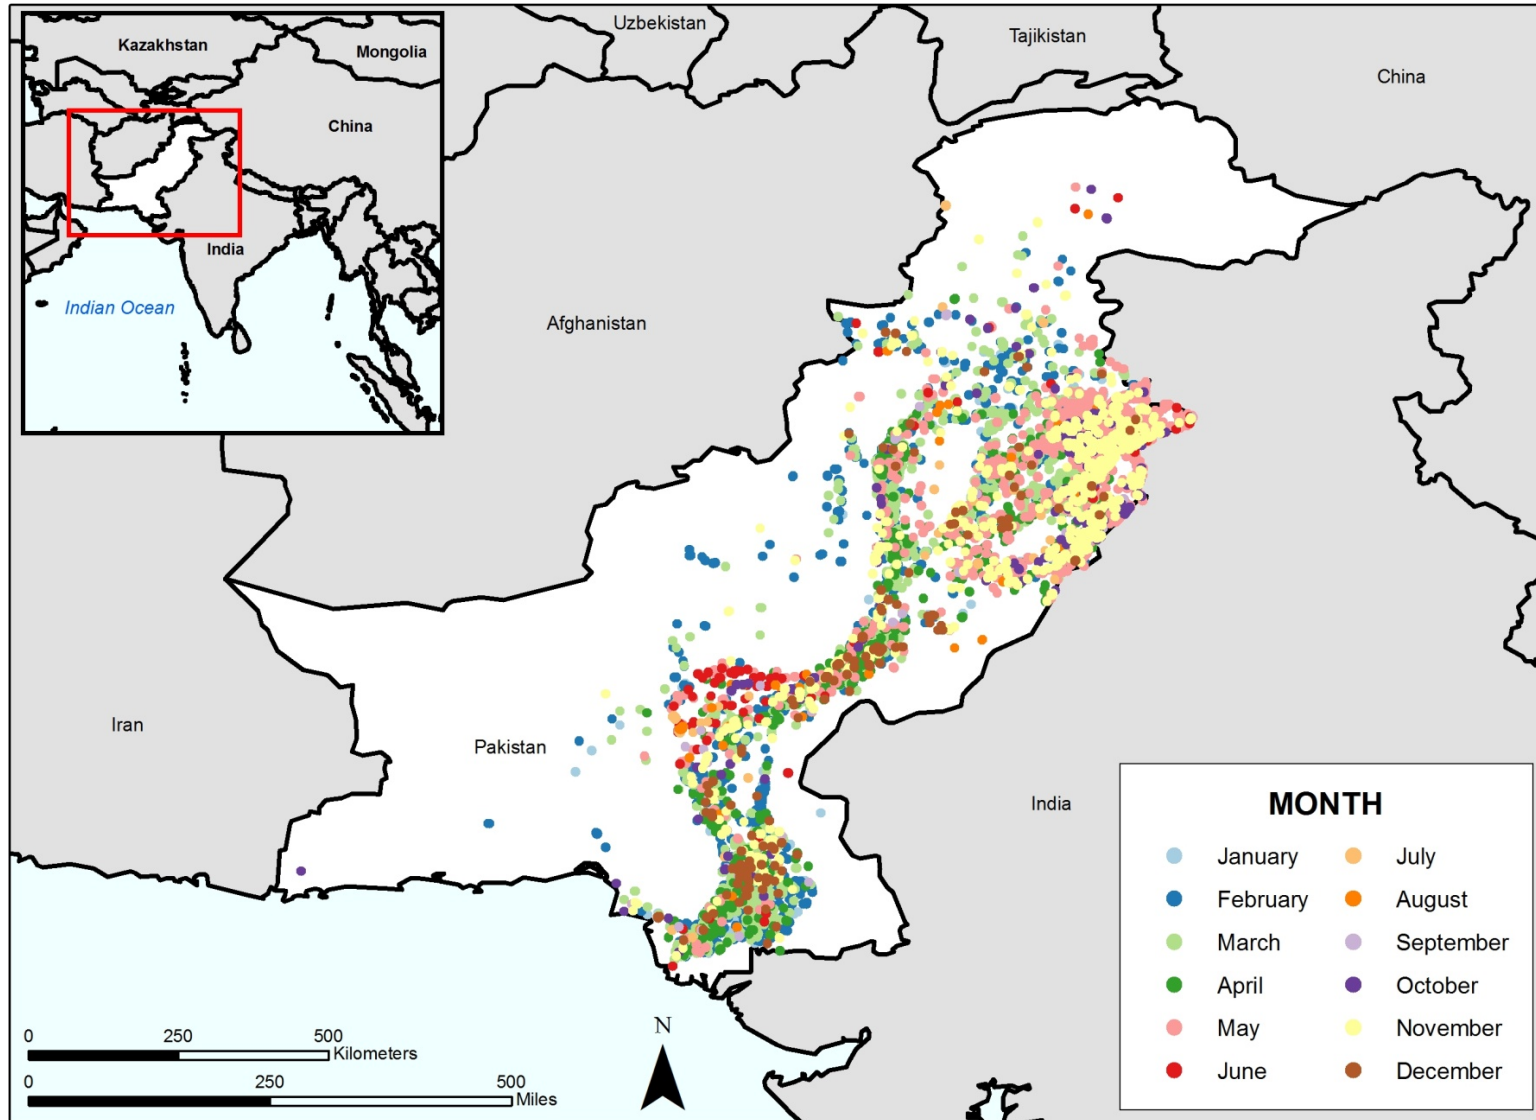 Kazakhstan
Mongolia
China
India
Indian Ocean
Uzbekistan
Tajikistan
China
Afghanistan
Iran
Pakistan
India
MONTH
January
February
March
April
May
June
July
August
September
October
November
December
0 250 500
Kilometers
0 250 500
Miles
N